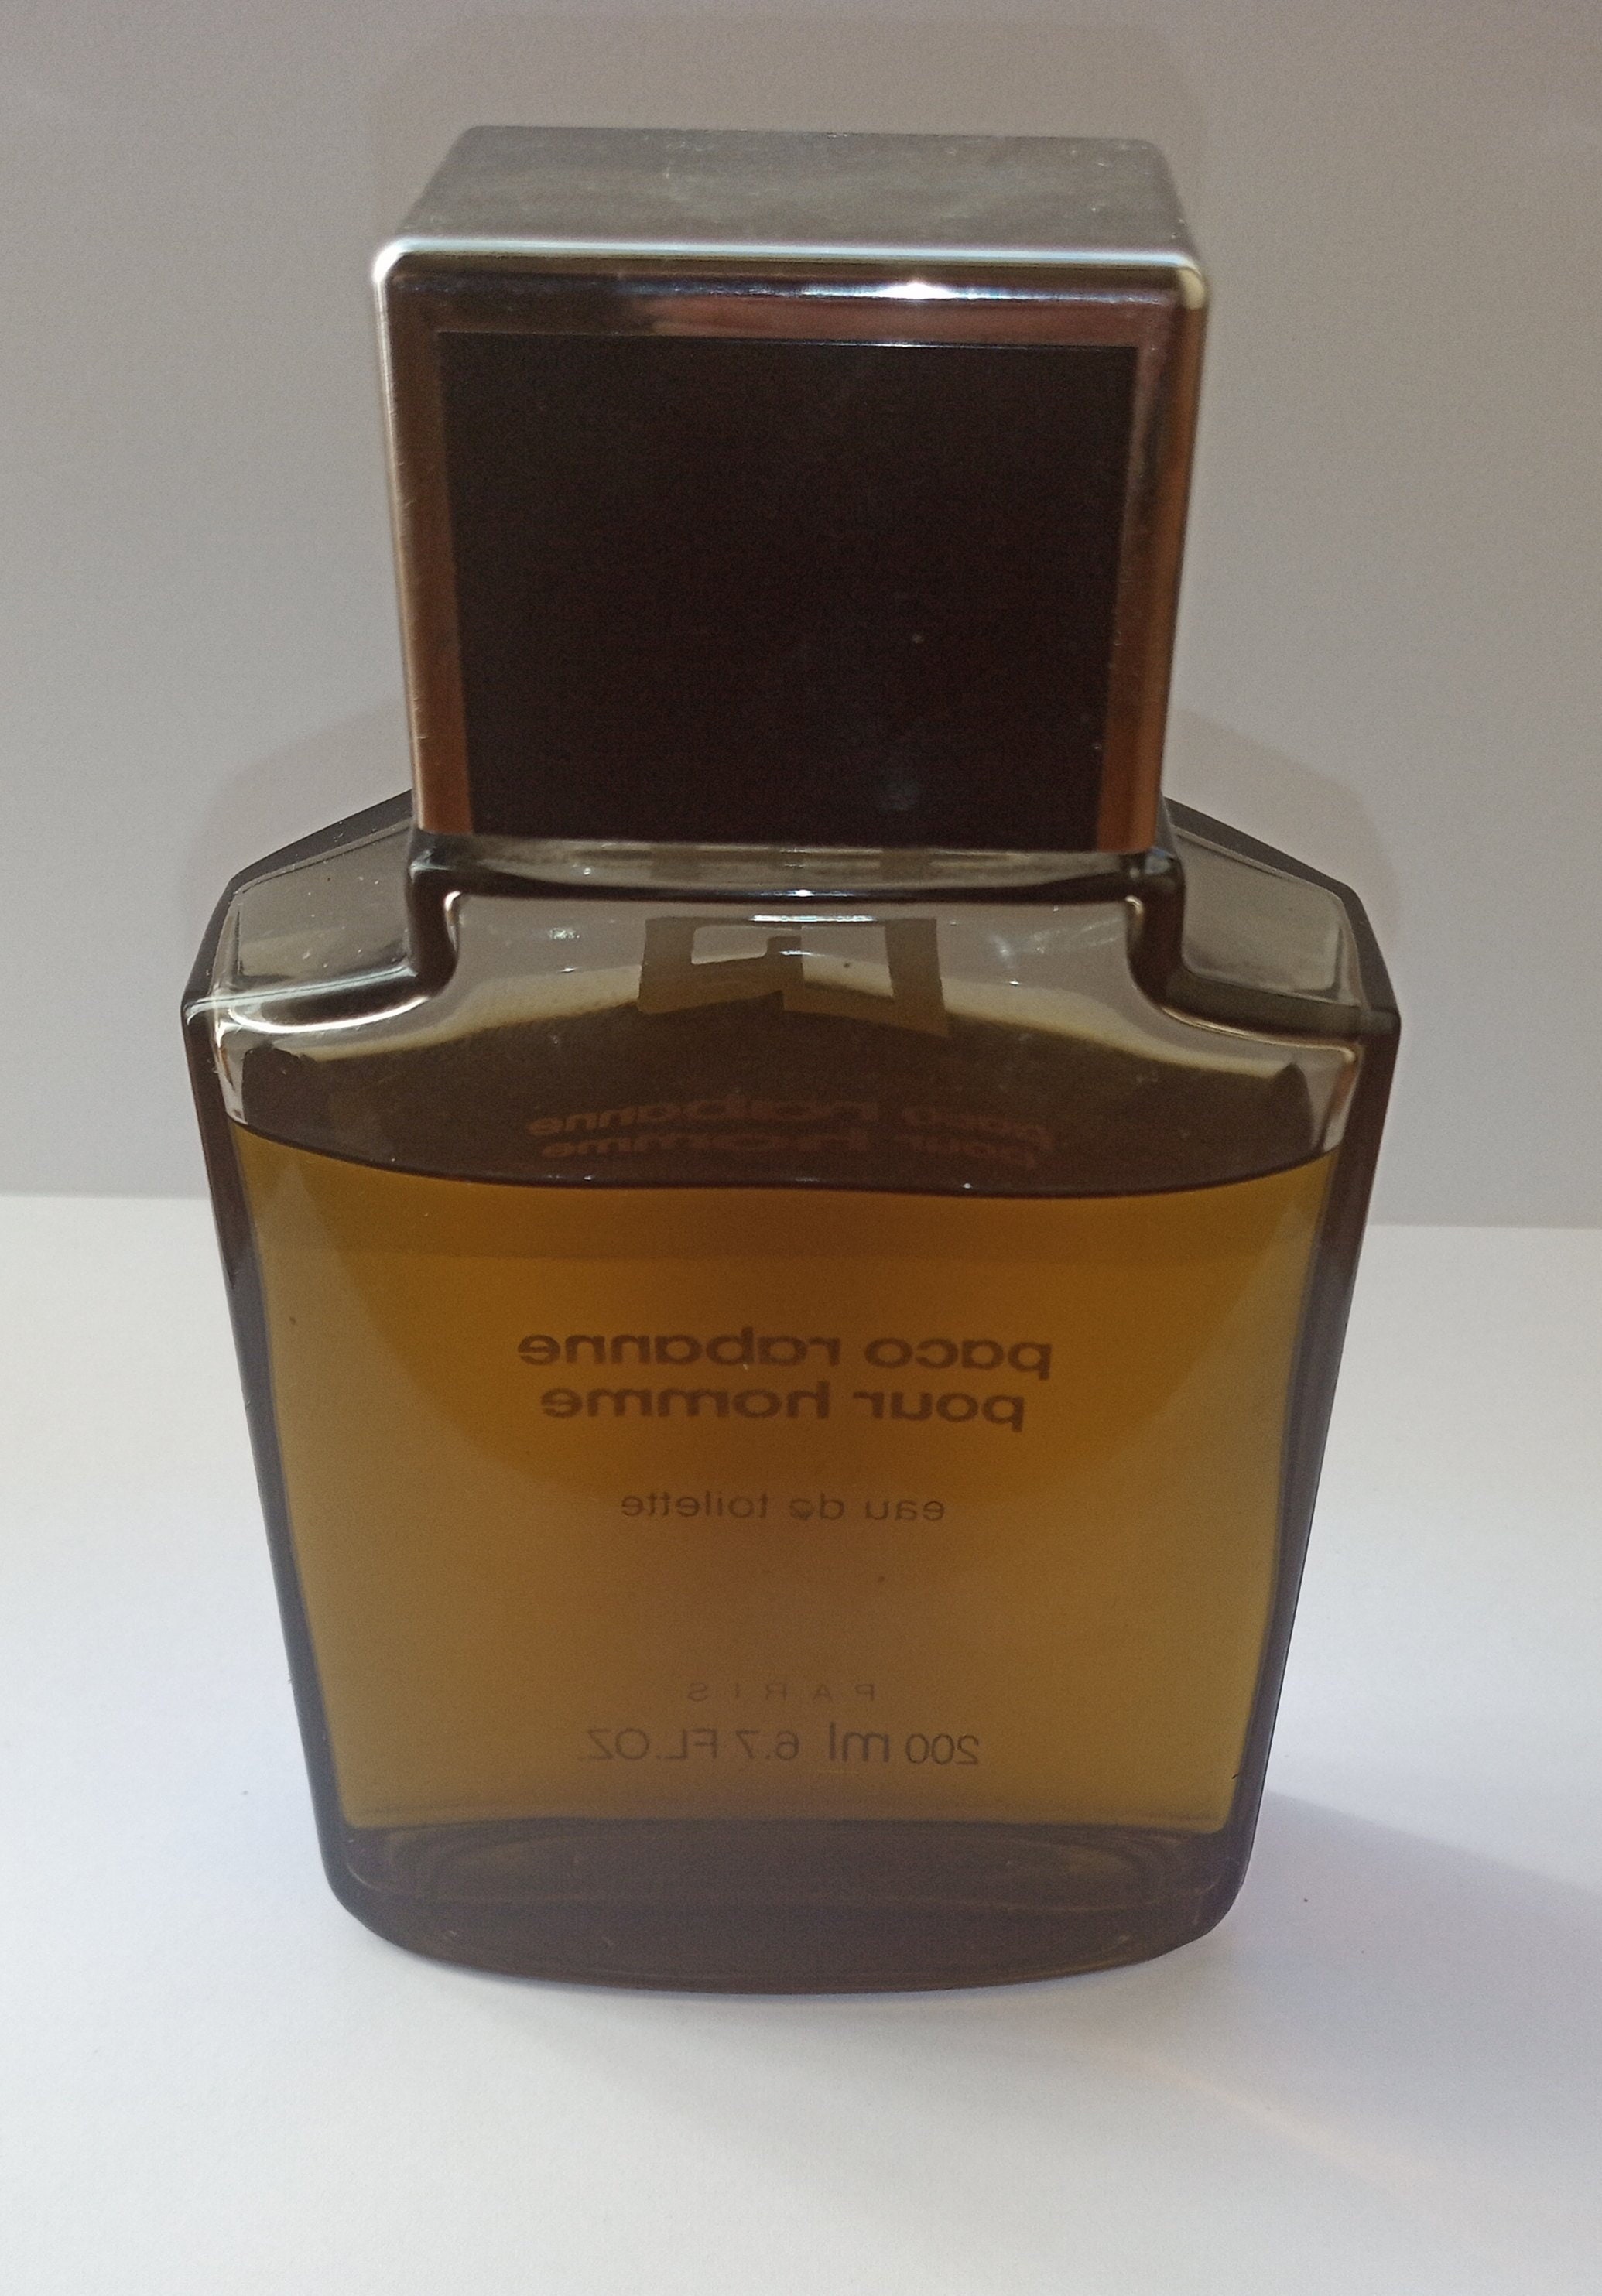 paco rabanne
pour homme
eau de toilette
PARIS
200 ml 6.7 FL.OZ.